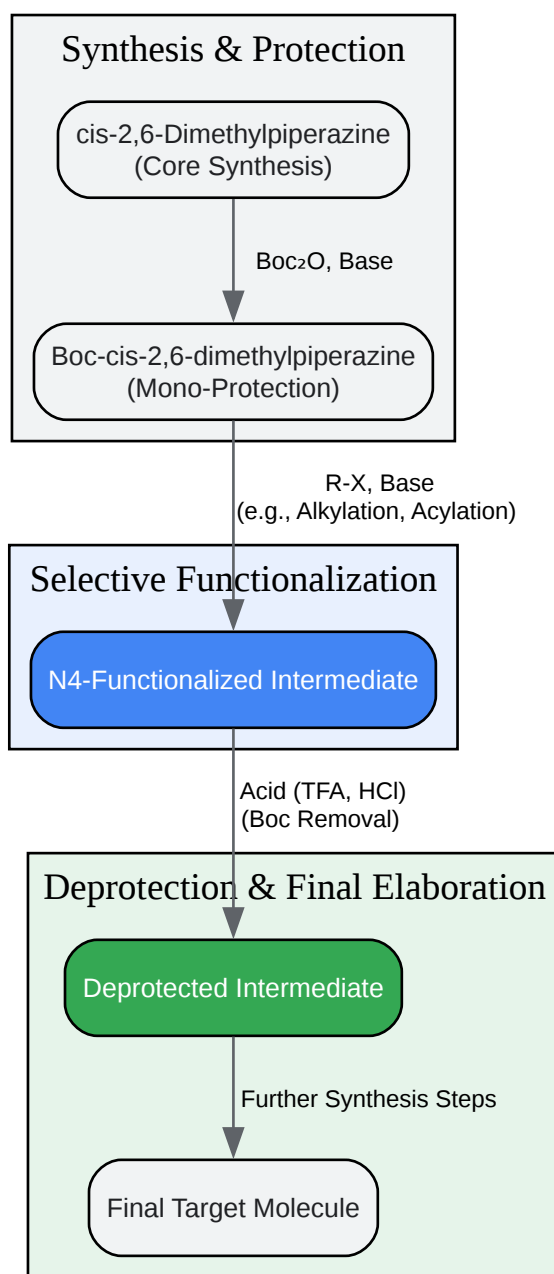 Synthesis & Protection
cis-2,6-Dimethylpiperazine
(Core Synthesis)
Boc₂O, Base
Boc-cis-2,6-dimethylpiperazine
(Mono-Protection)
R-X, Base
(e.g., Alkylation, Acylation)
Selective Functionalization
N4-Functionalized Intermediate
Acid (TFA, HCl)
(Boc Removal)
Deprotection & Final Elaboration
Deprotected Intermediate
Further Synthesis Steps
Final Target Molecule